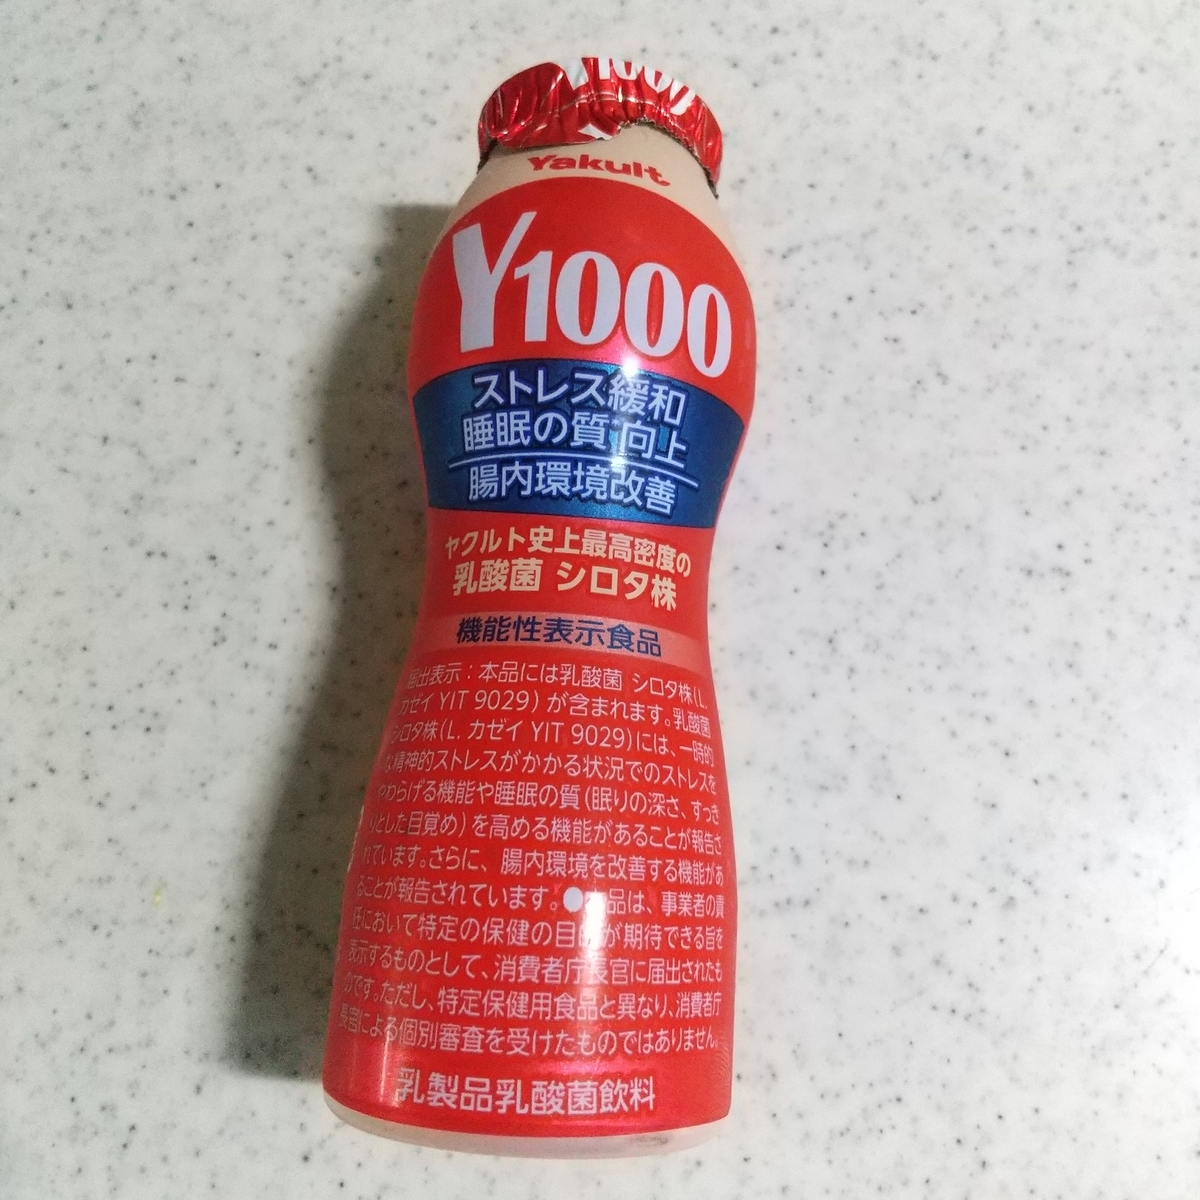 Y1000
Yakult
Y1000
ストレス緩和
睡眠の質 向上
腸内環境改善
ヤクルト史上最高密度の
乳酸菌 シロタ株
機能性表示食品
届出表示：本品には乳酸菌 シロタ株(L.
カゼイ YIT 9029) が含まれます。乳酸菌
シロタ株(L. カゼイ YIT 9029)には、一時的
な精神的ストレスがかかる状況でのストレスを
やわらげる機能や睡眠の質(眠りの深さ、すっき
りとした目覚め)を高める機能があることが報告さ
れています。さらに、腸内環境を改善する機能があ
ることが報告されています。●本品は、事業者の責
任において特定の保健の目的が期待できる旨を
表示するものとして、消費者庁長官に届出されたも
のです。ただし、特定保健用食品と異なり、消費者庁
長官による個別審査を受けたものではありません。
乳製品乳酸菌飲料